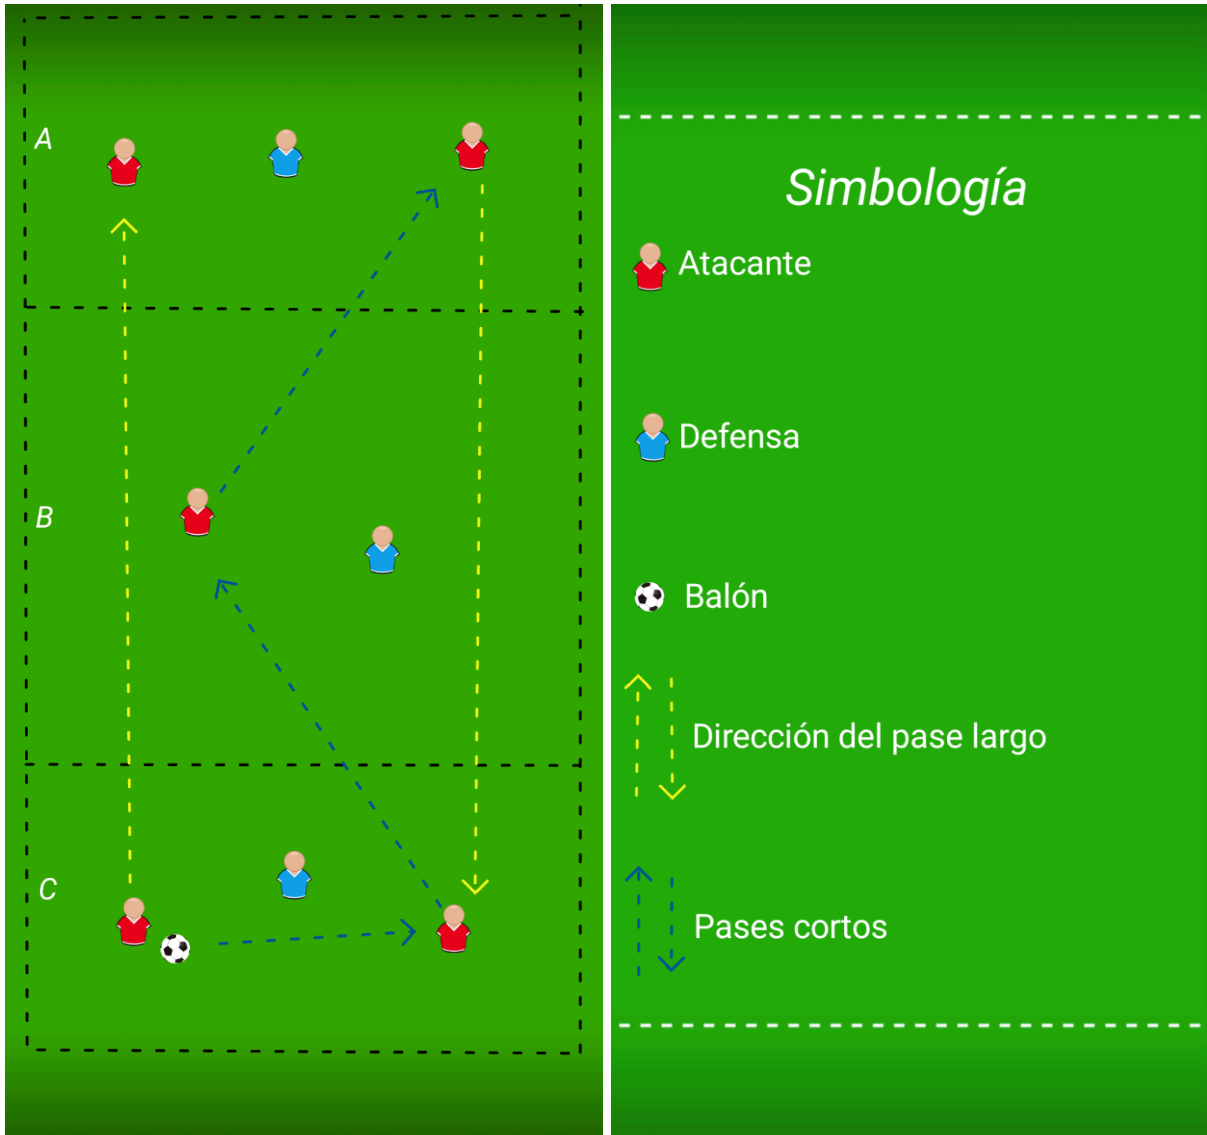 A
B
C
Simbología
Atacante
Defensa
Balón
Dirección del pase largo
Pases cortos